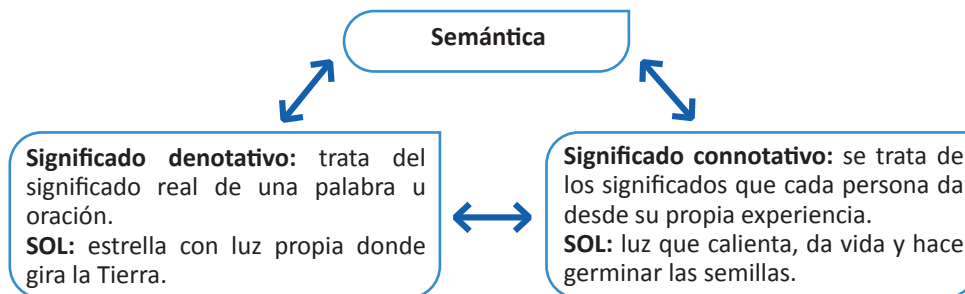 Semántica
Significado denotativo: trata del
significado real de una palabra u
oración.
SOL: estrella con luz propia donde
gira la Tierra.
Significado connotativo: se trata de
los significados que cada persona da
desde su propia experiencia.
SOL: luz que calienta, da vida y hace
germinar las semillas.